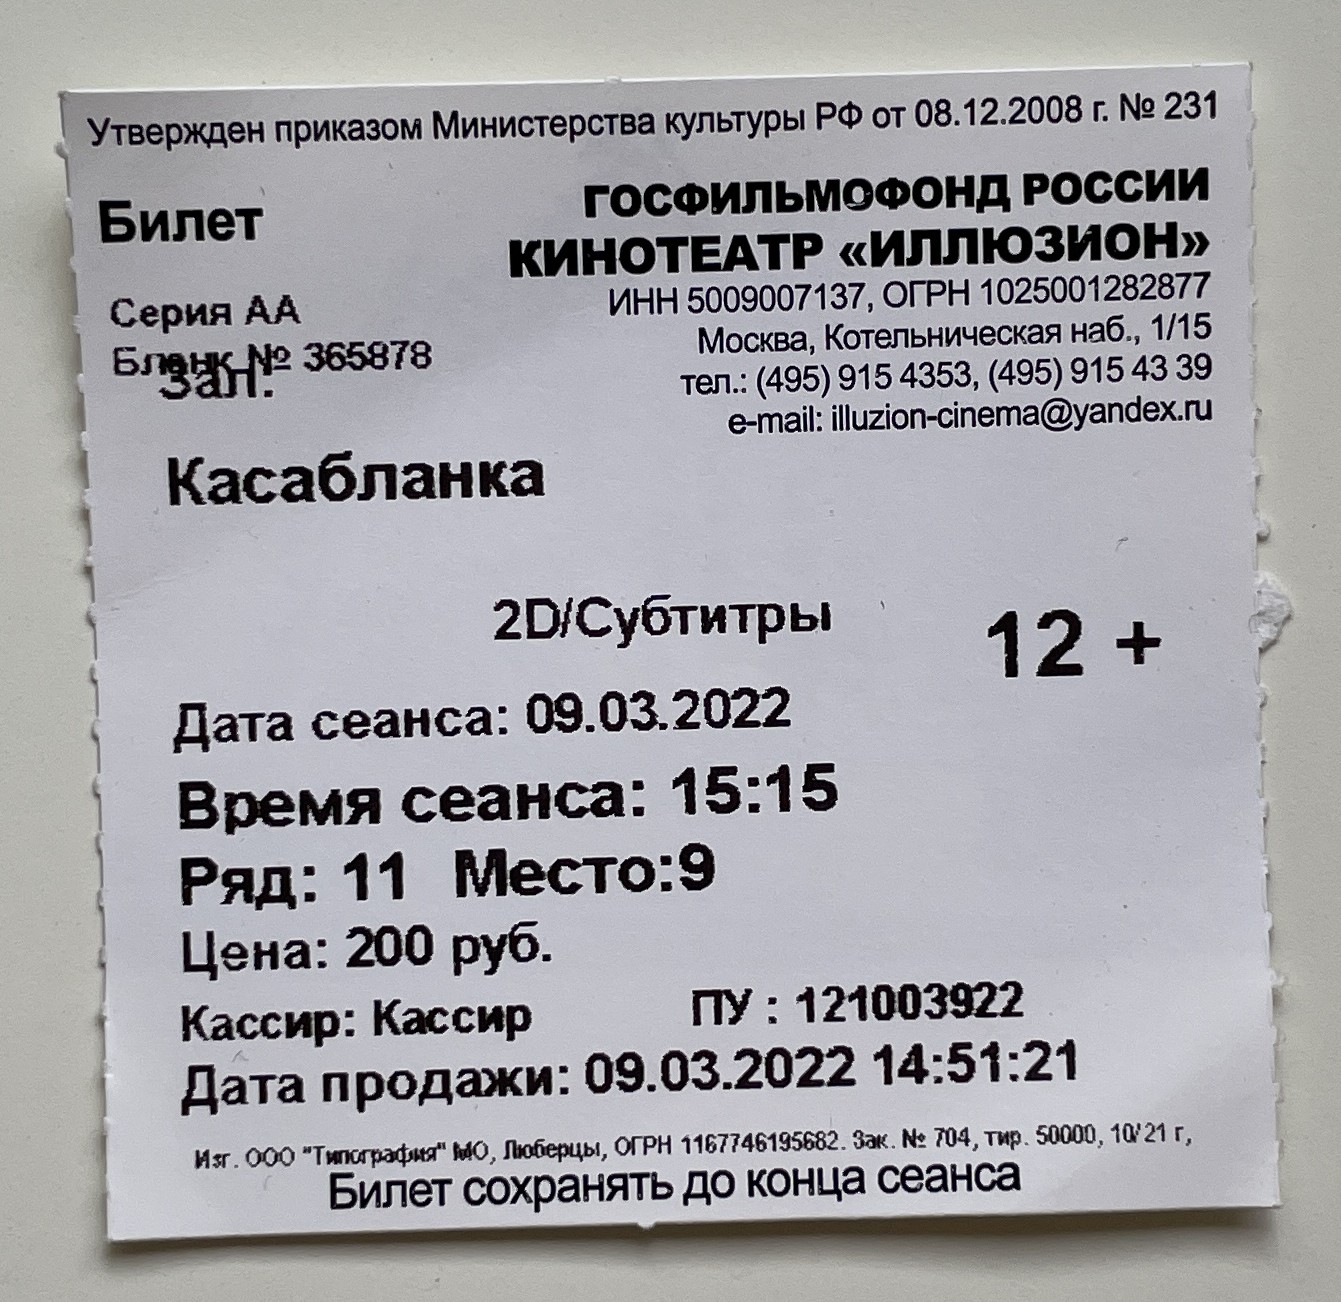 Утвержден приказом Министерства культуры РФ от 08.12.2008 г. № 231
Билет
ГОСФИЛЬМОФОНД РОССИИ
КИНОТЕАТР «ИЛЛЮЗИОН»
ИНН 5009007137, ОГРН 1025001282877
Москва, Котельническая наб., 1/15
тел.: (495) 915 4353, (495) 915 43 39
e-mail: illuzion-cinema@yandex.ru
Серия АА
Бланк № 365878
Зал:
Касабланка
2D/Субтитры
12 +
Дата сеанса: 09.03.2022
Время сеанса: 15:15
Ряд: 11 Место:9
Цена: 200 руб.
Кассир: Кассир ПУ : 121003922
Дата продажи: 09.03.2022 14:51:21
Изг. ООО "Типография" МО, Люберцы, ОГРН 1167746195682. Зак. № 704, тир. 50000, 10/21 г,
Билет сохранять до конца сеанса